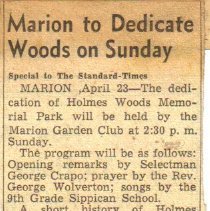 Marion to Dedicate
Woods on Sunday
Special to The Standard-Times
MARION ,April 23—The dedi-
cation of Holmes Woods Memo-
rial Park will be held by the
Marion Garden Club at 2:30 p. m.
Sunday.
The program will be as follows:
Opening remarks by Selectman
George Crapo; prayer by the Rev.
George Wolverton; songs by the
9th Grade Sippican School.
A short history of Holmes